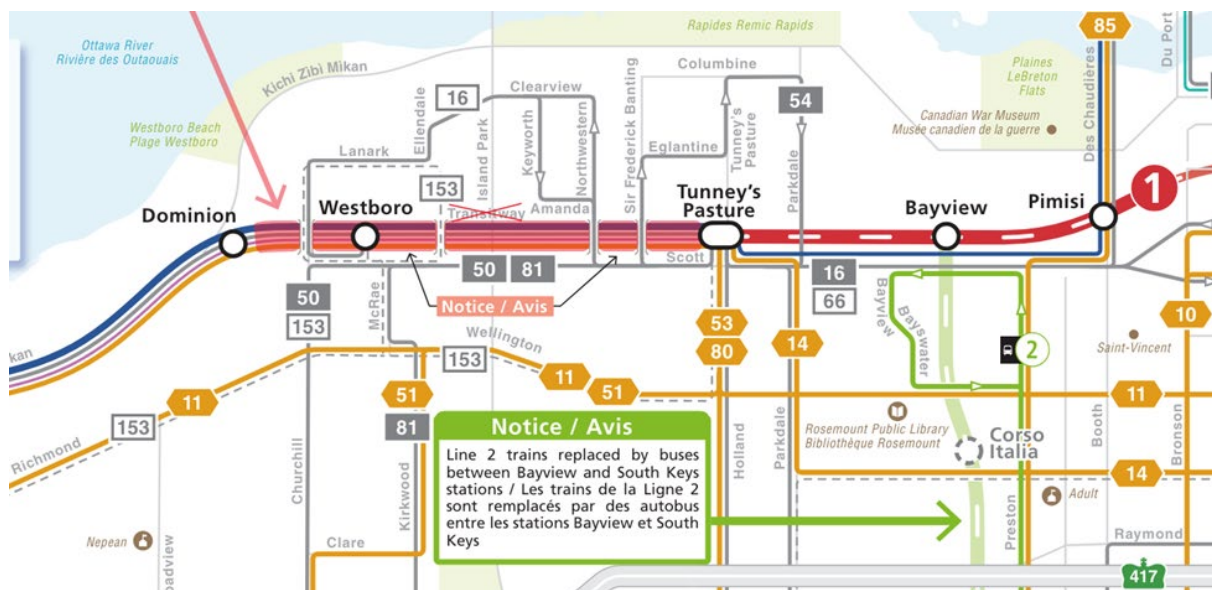 Ottawa River
Rivière des Outaouais
Kichi Zibi Mikan
Westboro Beach
Plage Westboro
Rapides Remic Rapids
Plaines
LeBreton
Flats
Canadian War Museum
Musée canadien de la guerre
85
Du Port
Des Chaudières
Columbine
Clearview
16
54
Ellendale
Lanark
Island Park
Keyworth
Northwestern
Sir Frederick Banting
Eglantine
Tunney's
Pasture
Parkdale
153
Transitway
Amanda
Dominion
Westboro
Tunney's
Pasture
Bayview
Pimisi
1
Scott
50
81
50
153
McRae
Notice / Avis
16
66
Bayview
Bayswater
2
Saint-Vincent
10
kan
Wellington
153
53
80
14
11
51
11
51
11
153
Richmond
81
Rosemount Public Library
Bibliothèque Rosemount
Corso
Italia
Booth
Bronson
14
Adult
Raymond
417
Preston
Parkdale
Holland
Churchill
Kirkwood
Clare
Nepean
oadview
Notice / Avis
Line 2 trains replaced by buses
between Bayview and South Keys
stations / Les trains de la Ligne 2
sont remplacés par des autobus
entre les stations Bayview et South
Keys